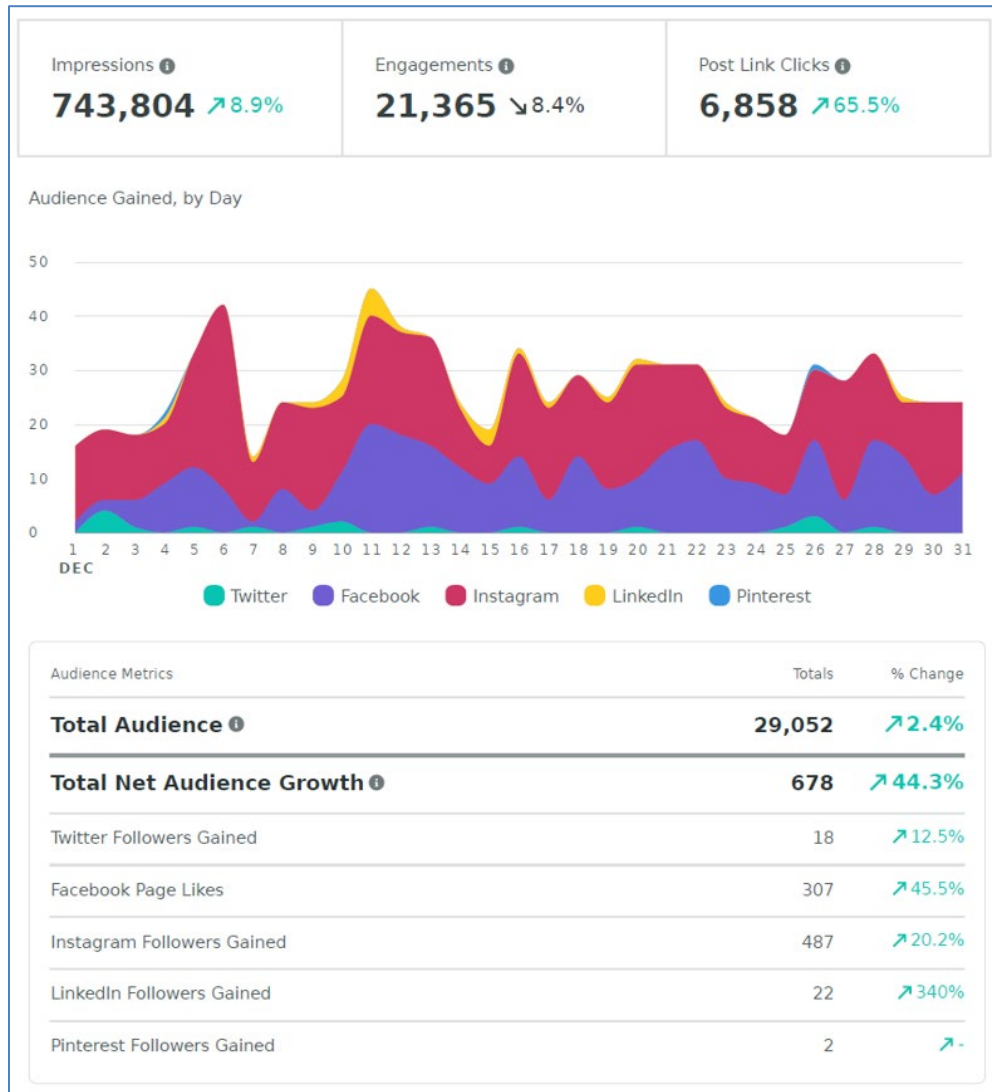 Impressions Engagements Post Link Clicks
743,804 ↗8.9% 21,365 ↘8.4% 6,858 ↗65.5%
Audience Gained, by Day
50
40
30
20
10
0
1 2 3 4 5 6 7 8 9 10 11 12 13 14 15 16 17 18 19 20 21 22 23 24 25 26 27 28 29 30 31
DEC
Twitter Facebook Instagram LinkedIn Pinterest
Audience Metrics Totals % Change
Total Audience 29,052 ↗2.4%
Total Net Audience Growth 678 ↗44.3%
Twitter Followers Gained 18 ↗12.5%
Facebook Page Likes 307 ↗45.5%
Instagram Followers Gained 487 ↗20.2%
LinkedIn Followers Gained 22 ↗340%
Pinterest Followers Gained 2 ↗-